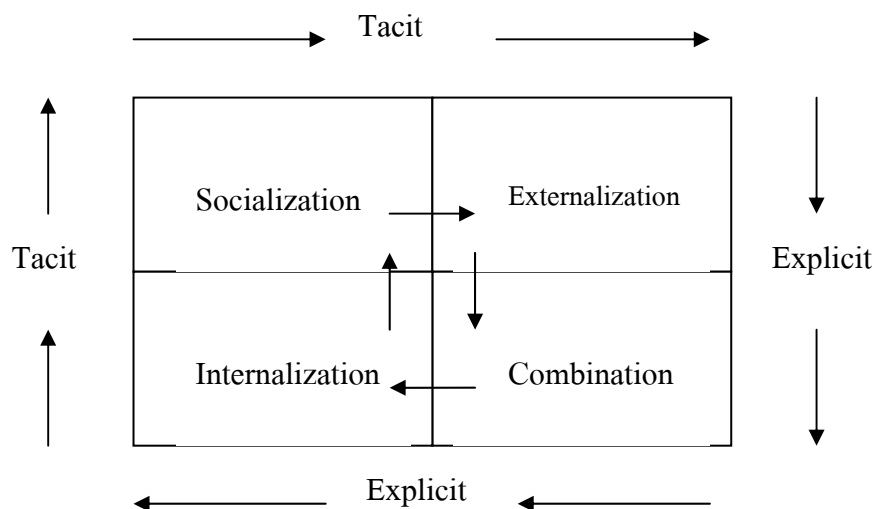 Tacit
Socialization
Externalization
Tacit
Explicit
Internalization
Combination
Explicit